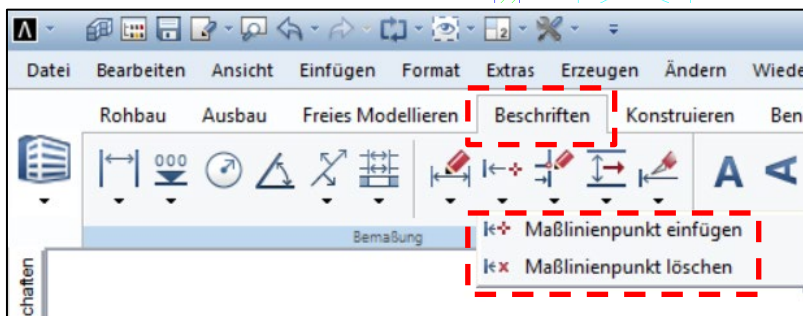 Datei Bearbeiten Ansicht Einfügen Format Extras Erzeugen Ändern Wiede
Rohbau Ausbau Freies Modellieren Beschriften Konstruieren Ben
000
2
A A
Bemaßung
Maßlinienpunkt einfügen
Maßlinienpunkt löschen
chaften